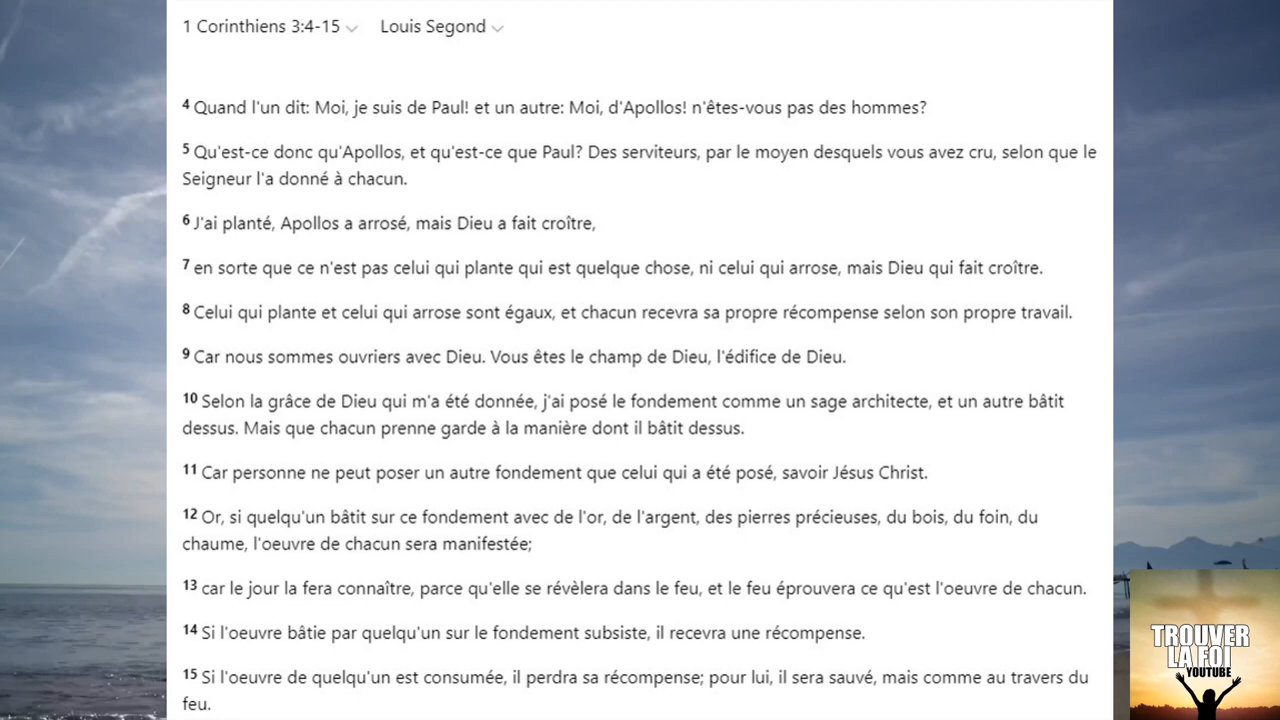 1 Corinthiens 3:4-15 Louis Segond
4 Quand l'un dit: Moi, je suis de Paul! et un autre: Moi, d'Apollos! n'êtes-vous pas des hommes?
5 Qu'est-ce donc qu'Apollos, et qu'est-ce que Paul? Des serviteurs, par le moyen desquels vous avez cru, selon que le
Seigneur l'a donné à chacun.
6 J'ai planté, Apollos a arrosé, mais Dieu a fait croître,
7 en sorte que ce n'est pas celui qui plante qui est quelque chose, ni celui qui arrose, mais Dieu qui fait croître.
8 Celui qui plante et celui qui arrose sont égaux, et chacun recevra sa propre récompense selon son propre travail.
9 Car nous sommes ouvriers avec Dieu. Vous êtes le champ de Dieu, l'édifice de Dieu.
10 Selon la grâce de Dieu qui m'a été donnée, j'ai posé le fondement comme un sage architecte, et un autre bâtit
dessus. Mais que chacun prenne garde à la manière dont il bâtit dessus.
11 Car personne ne peut poser un autre fondement que celui qui a été posé, savoir Jésus Christ.
12 Or, si quelqu'un bâtit sur ce fondement avec de l'or, de l'argent, des pierres précieuses, du bois, du foin, du
chaume, l'oeuvre de chacun sera manifestée;
13 car le jour la fera connaître, parce qu'elle se révèlera dans le feu, et le feu éprouvera ce qu'est l'oeuvre de chacun.
14 Si l'oeuvre bâtie par quelqu'un sur le fondement subsiste, il recevra une récompense.
15 Si l'oeuvre de quelqu'un est consumée, il perdra sa récompense; pour lui, il sera sauvé, mais comme au travers du
feu.
TROUVER
LA FOI
YOUTUBE